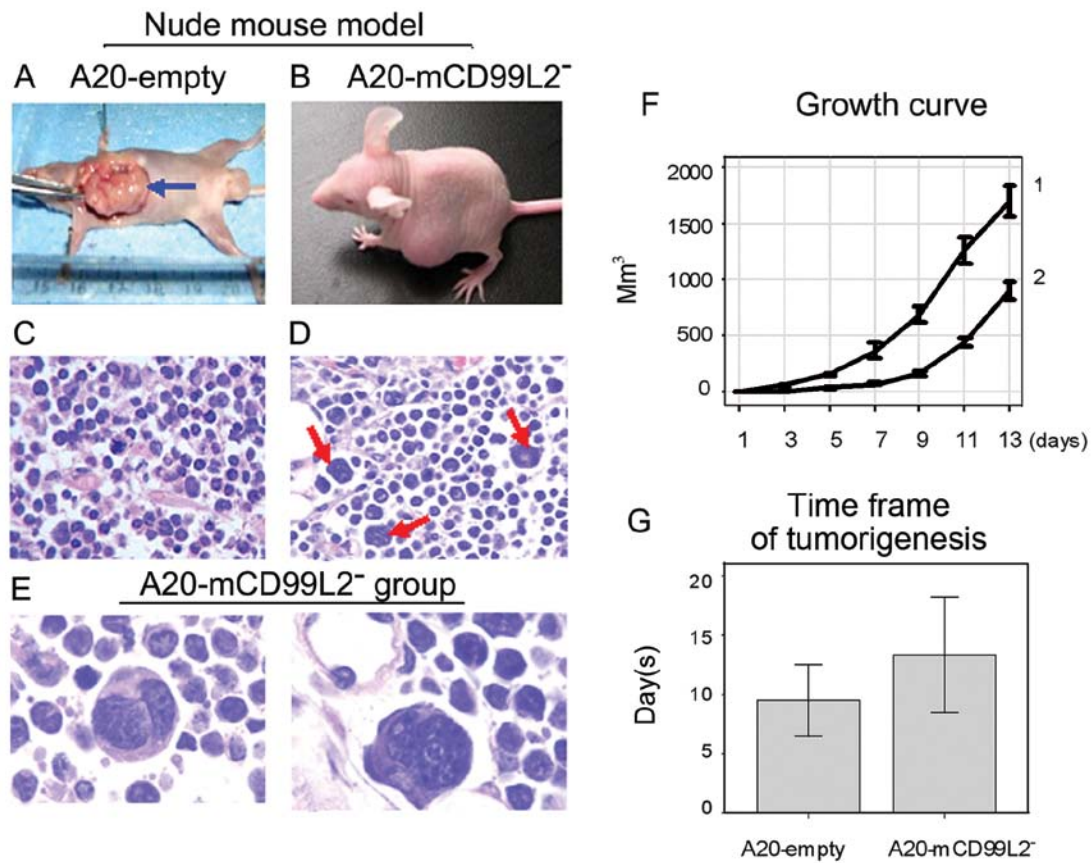 Nude mouse model
A A20-empty
B A20-mCD99L2⁻
C
D
E A20-mCD99L2⁻ group
F Growth curve
2000
1500
1000
500
0
Mm³
1
2
1 3 5 7 9 11 13 (days)
G Time frame
of tumorigenesis
20
15
10
5
0
Day(s)
A20-empty A20-mCD99L2⁻